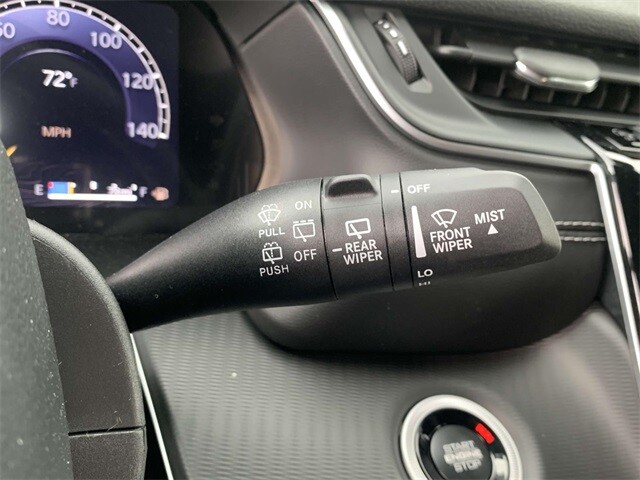 60 80 100 120 140
72°F
MPH
E F
ON
PULL
OFF
PUSH
REAR
WIPER
OFF
FRONT
WIPER
MIST
LO
HI
START
ENGINE
STOP